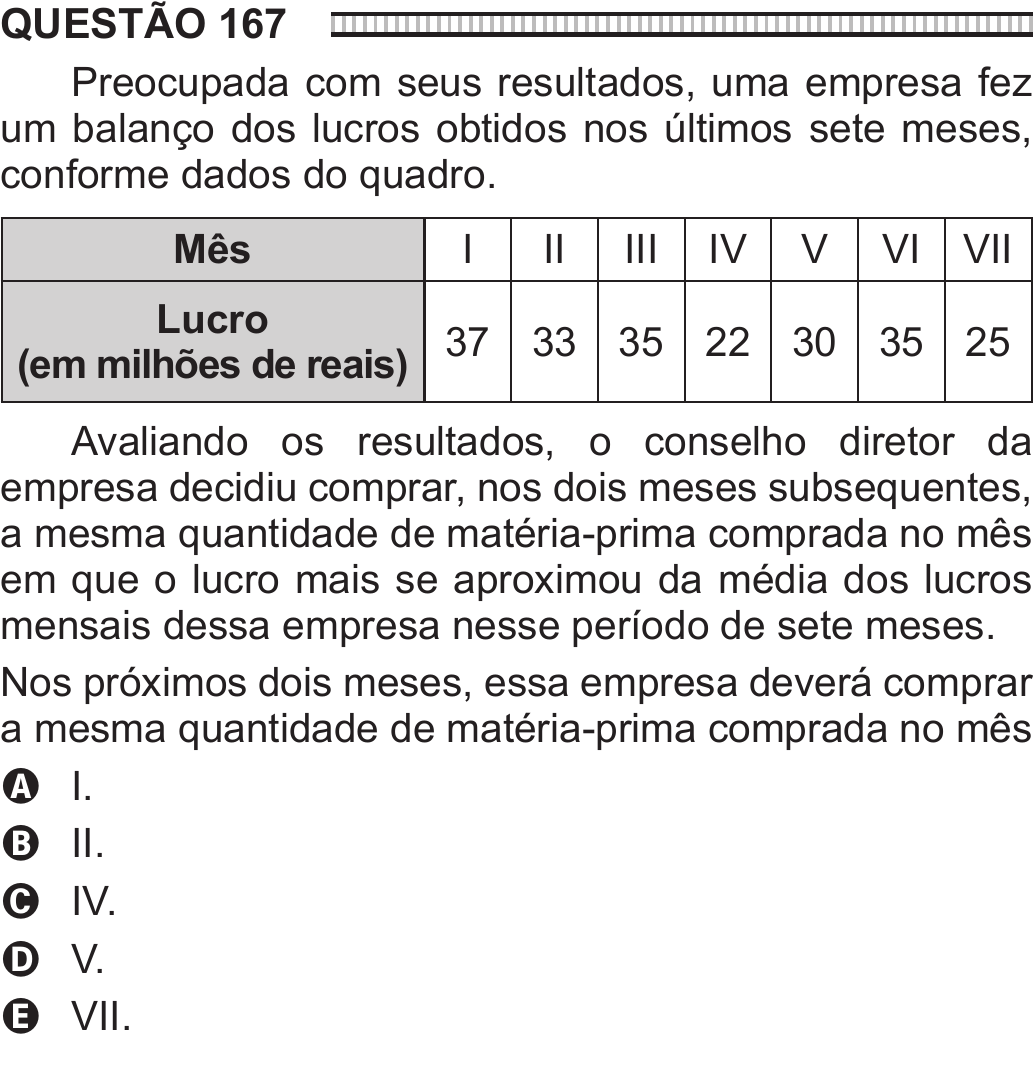 QUESTÃO 167
Preocupada com seus resultados, uma empresa fez
um balanço dos lucros obtidos nos últimos sete meses,
conforme dados do quadro.
Mês I II III IV V VI VII
Lucro
(em milhões de reais) 37 33 35 22 30 35 25
Avaliando os resultados, o conselho diretor da
empresa decidiu comprar, nos dois meses subsequentes,
a mesma quantidade de matéria-prima comprada no mês
em que o lucro mais se aproximou da média dos lucros
mensais dessa empresa nesse período de sete meses.
Nos próximos dois meses, essa empresa deverá comprar
a mesma quantidade de matéria-prima comprada no mês
A I.
B II.
C IV.
D V.
E VII.